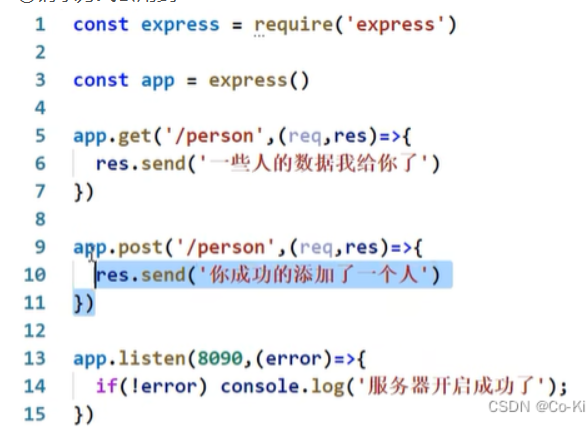 1 const express = require('express')
2
3 const app = express()
4
5 app.get('/person',(req,res)=>{
6 res.send('一些人的数据我给你了')
7 })
8
9 app.post('/person',(req,res)=>{
10 res.send('你成功的添加了一个人')
11 })
12
13 app.listen(8090,(error)=>{
14 if(!error) console.log('服务器开启成功了');
15 })
CSDN @Co-Ki